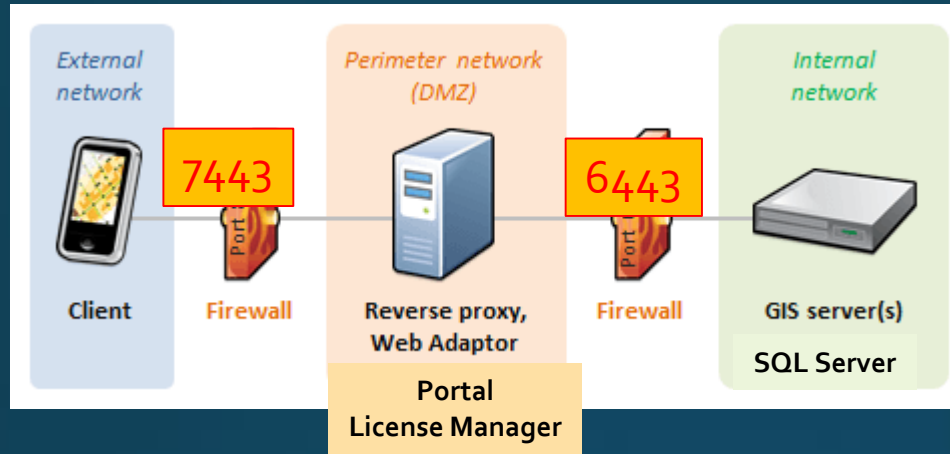 External
network
Perimeter network
(DMZ)
Internal
network
7443
6443
Port
Port
Client
Firewall
Reverse proxy,
Web Adaptor
Firewall
GIS server(s)
SQL Server
Portal
License Manager